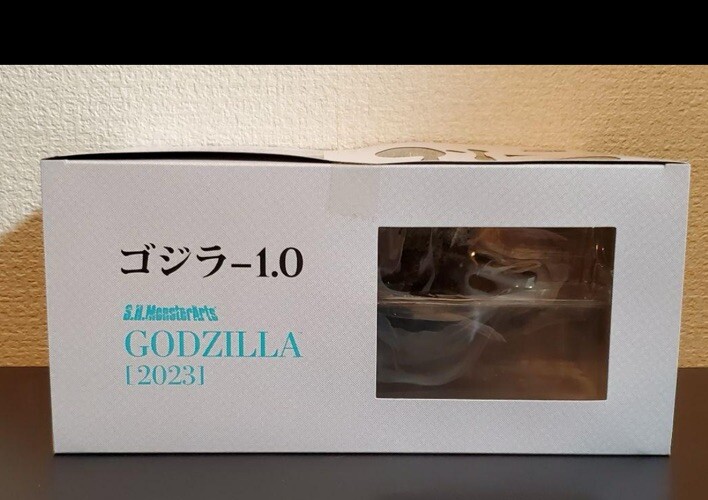 ゴジラ-1.0
S.H.MonsterArts
GODZILLA
[2023]